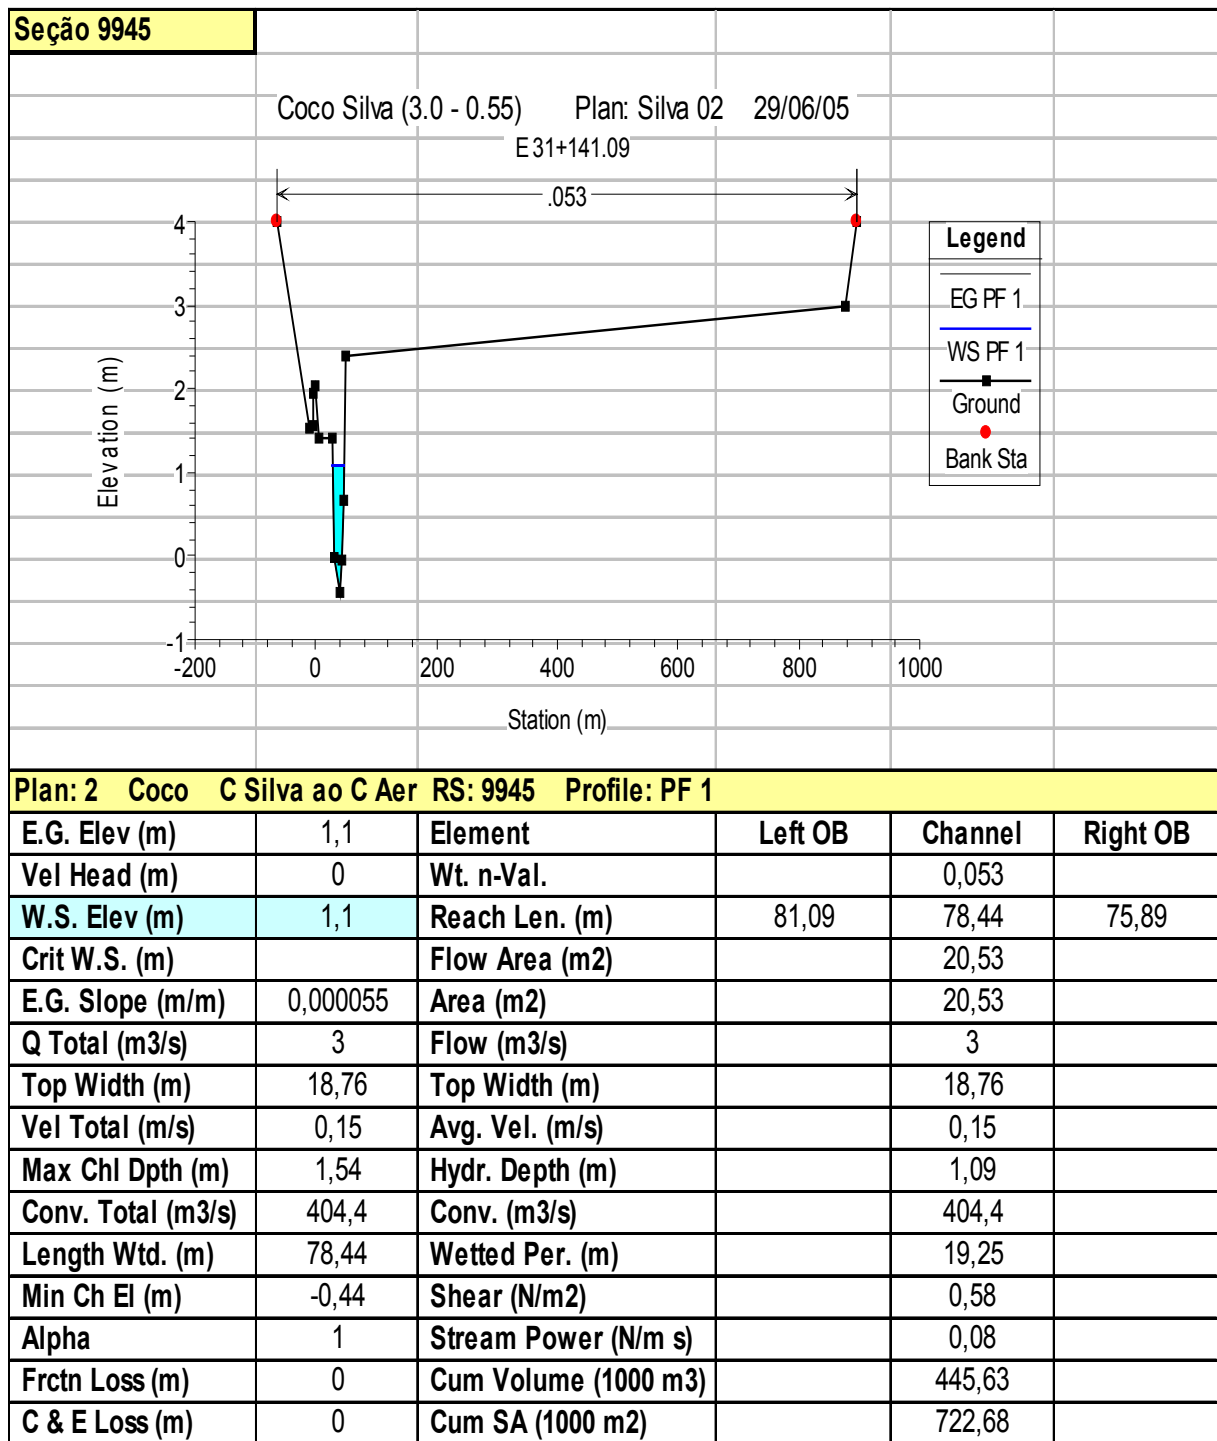 Seção 9945
Coco Silva (3.0 - 0.55) Plan: Silva 02 29/06/05
E 31+141.09
.053
4
3
2
1
0
-1
Elevation (m)
-200 0 200 400 600 800 1000
Station (m)
Legend
EG PF 1
WS PF 1
Ground
Bank Sta
Plan: 2 Coco C Silva ao C Aer RS: 9945 Profile: PF 1
E.G. Elev (m) 1,1 Element Left OB Channel Right OB
Vel Head (m) 0 Wt. n-Val. 0,053
W.S. Elev (m) 1,1 Reach Len. (m) 81,09 78,44 75,89
Crit W.S. (m) Flow Area (m2) 20,53
E.G. Slope (m/m) 0,000055 Area (m2) 20,53
Q Total (m3/s) 3 Flow (m3/s) 3
Top Width (m) 18,76 Top Width (m) 18,76
Vel Total (m/s) 0,15 Avg. Vel. (m/s) 0,15
Max Chl Dpth (m) 1,54 Hydr. Depth (m) 1,09
Conv. Total (m3/s) 404,4 Conv. (m3/s) 404,4
Length Wtd. (m) 78,44 Wetted Per. (m) 19,25
Min Ch El (m) -0,44 Shear (N/m2) 0,58
Alpha 1 Stream Power (N/m s) 0,08
Frctn Loss (m) 0 Cum Volume (1000 m3) 445,63
C & E Loss (m) 0 Cum SA (1000 m2) 722,68